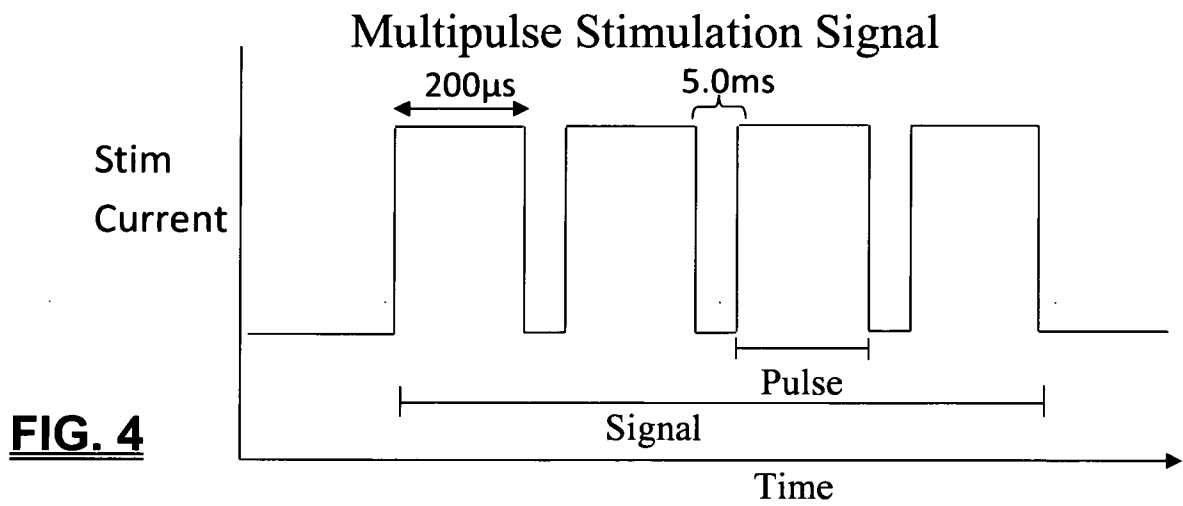 Multipulse Stimulation Signal
200µs
5.0ms
Stim
Current
Pulse
Signal
FIG. 4
Time